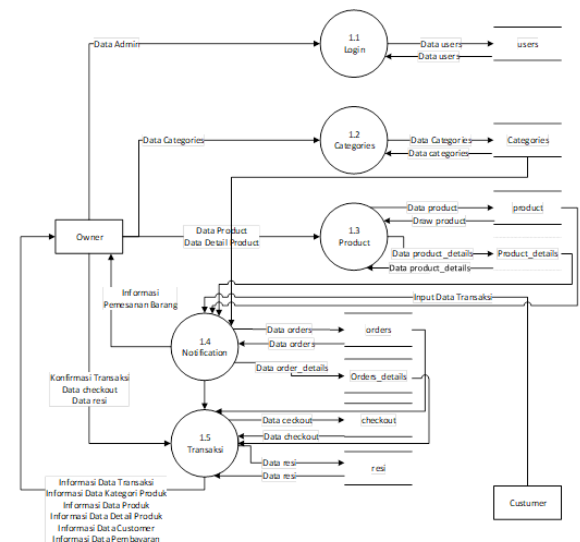 1.1
Login
Data Admin
Data users
Data users
users
1.2
Categories
Data Categories
Data Categories
Data categories
Categories
Owner
Data Product
Data Detail Product
1.3
Product
Data product
Draw product
product
Data product_details
Data product_details
Product_details
Informasi
Pemesanan Barang
Input Data Transaksi
1.4
Notification
Data orders
Data orders
orders
Data order_details
Orders_details
Konfirmasi Transaksi
Data checkout
Data resi
1.5
Transaksi
Data ceckout
Data checkout
checkout
Data resi
Data resi
resi
Informasi Data Transaksi
Informasi Data Kategori Produk
Informasi Data Produk
Informasi Data Detail Produk
Informasi Data Customer
Informasi Data Pembayaran
Custumer